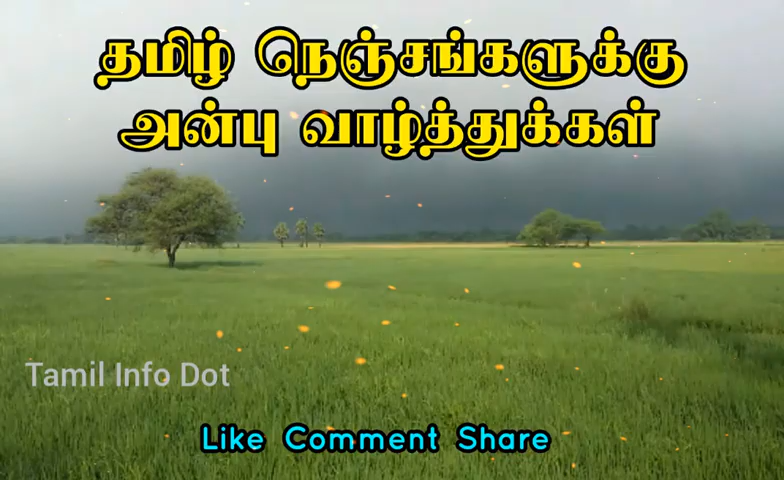 தமிழ் நெஞ்சங்களுக்கு
அன்பு வாழ்த்துக்கள்
Tamil Info Dot
Like Comment Share